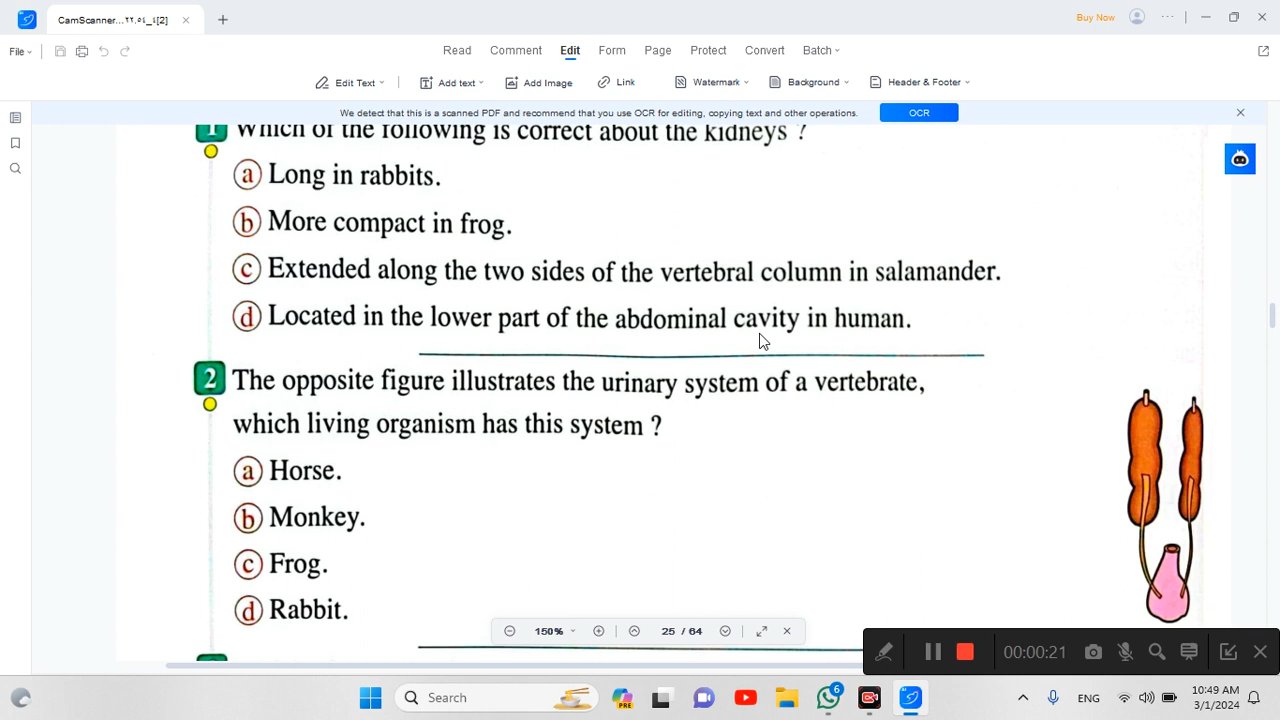 CamScanner...٢٢,٥٤_٤[2]
Buy Now
File
Read Comment Edit Form Page Protect Convert Batch
Edit Text Add text Add Image Link Watermark Background Header & Footer
We detect that this is a scanned PDF and recommend that you use OCR for editing, copying text and other operations. OCR
1 Which of the following is correct about the kidneys ?
a Long in rabbits.
b More compact in frog.
c Extended along the two sides of the vertebral column in salamander.
d Located in the lower part of the abdominal cavity in human.
2 The opposite figure illustrates the urinary system of a vertebrate,
which living organism has this system ?
a Horse.
b Monkey.
c Frog.
d Rabbit.
150% 25 / 64
00:00:21
Search
PRE
6
ENG
10:49 AM
3/1/2024